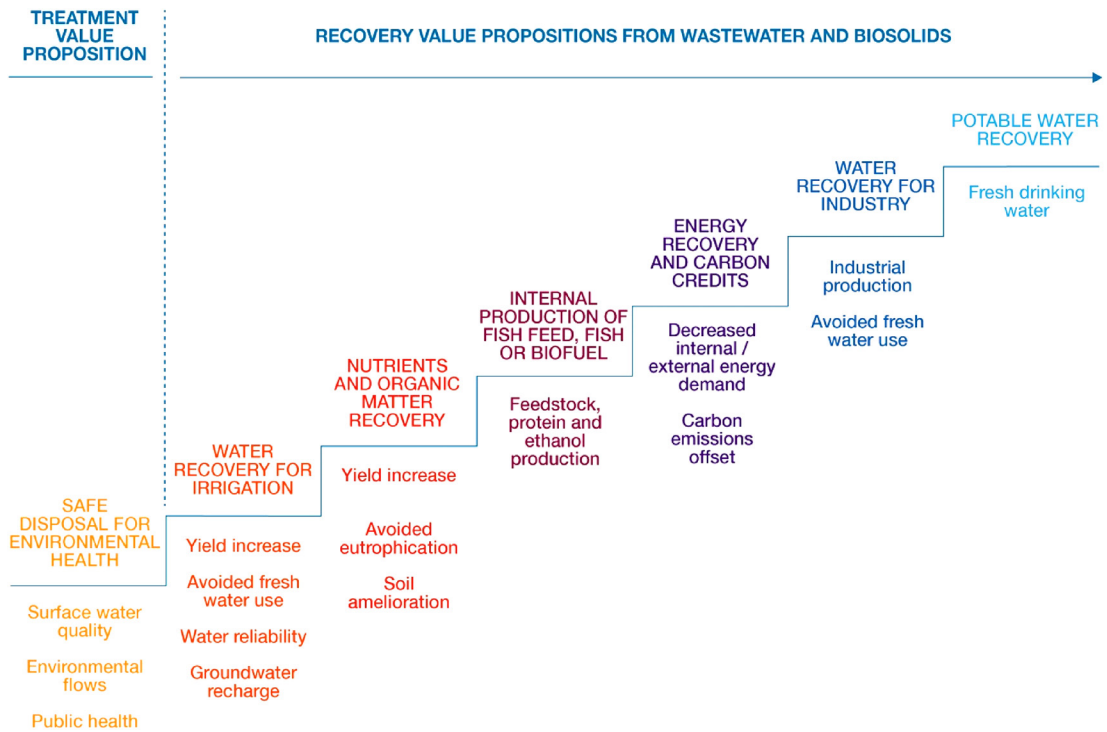 TREATMENT
VALUE
PROPOSITION
RECOVERY VALUE PROPOSITIONS FROM WASTEWATER AND BIOSOLIDS
SAFE
DISPOSAL FOR
ENVIRONMENTAL
HEALTH
Surface water
quality
Environmental
flows
Public health
WATER
RECOVERY FOR
IRRIGATION
Yield increase
Avoided fresh
water use
Water reliability
Groundwater
recharge
NUTRIENTS
AND ORGANIC
MATTER
RECOVERY
Yield increase
Avoided
eutrophication
Soil
amelioration
INTERNAL
PRODUCTION OF
FISH FEED, FISH
OR BIOFUEL
Feedstock,
protein and
ethanol
production
ENERGY
RECOVERY
AND CARBON
CREDITS
Decreased
internal /
external energy
demand
Carbon
emissions
offset
WATER
RECOVERY FOR
INDUSTRY
Industrial
production
Avoided fresh
water use
POTABLE WATER
RECOVERY
Fresh drinking
water